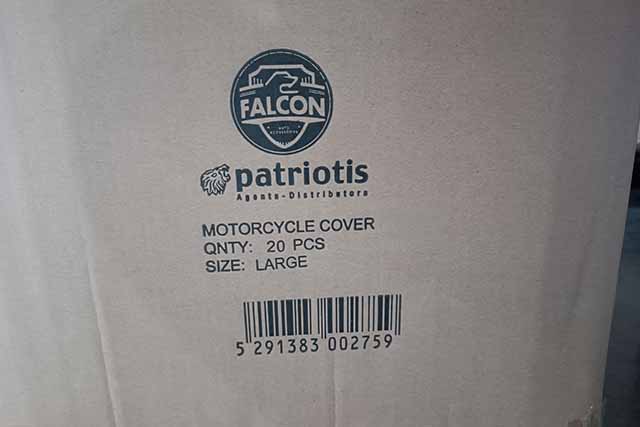 FALCON
patriotis
Agents-Distributors
MOTORCYCLE COVER
QNTY: 20 PCS
SIZE: LARGE
5 291383 002759